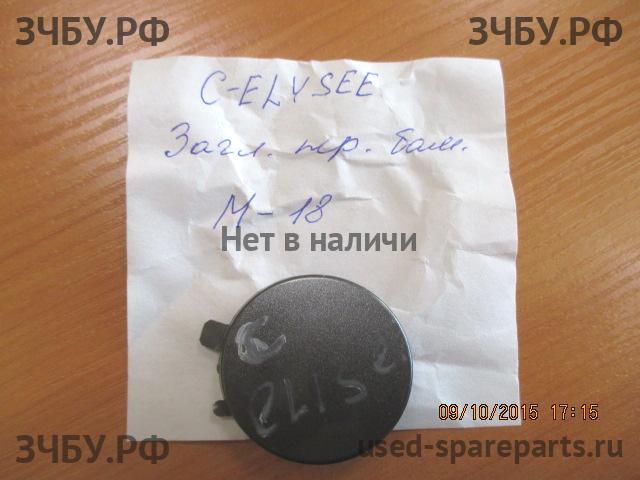 ЗЧБУ.РФ ЗЧБУ.РФ
C-ELYSEE
Загл. пр. бам.
М-18
Нет в наличи
09/10/2015 17:15
ЗЧБУ.РФ used-spareparts.ru